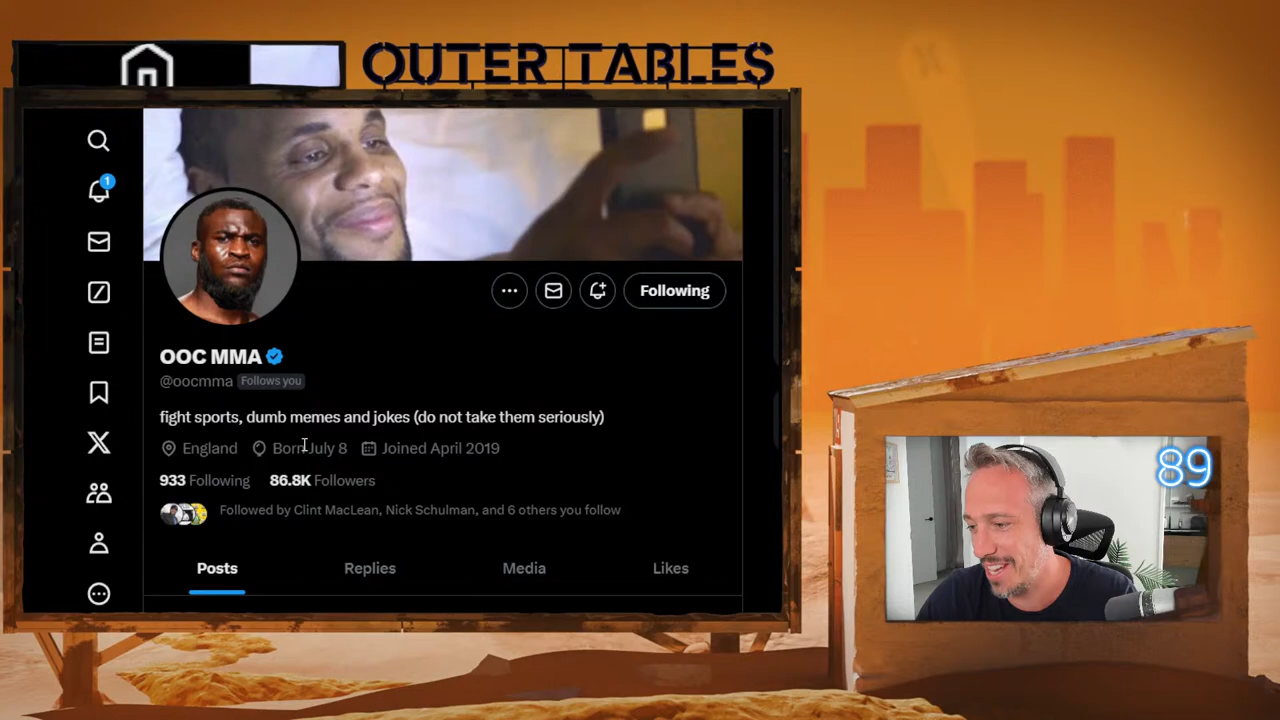 OUTER TABLES
1
Following
OOC MMA
@oocmma Follows you
fight sports, dumb memes and jokes (do not take them seriously)
England Born July 8 Joined April 2019
933 Following 86.8K Followers
Followed by Clint MacLean, Nick Schulman, and 6 others you follow
Posts Replies Media Likes
89